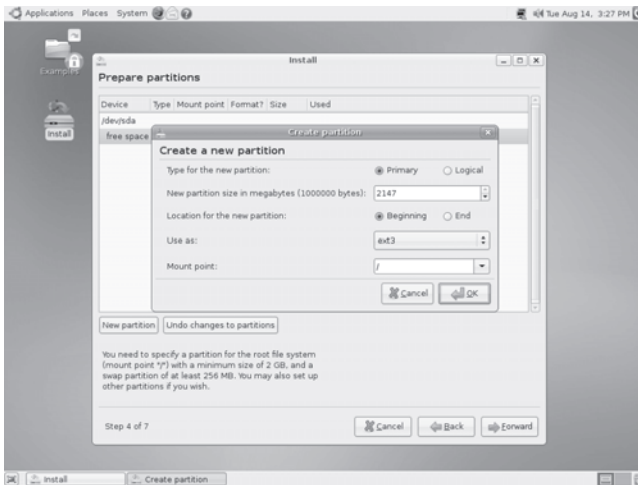 Applications Places System Tue Aug 14, 3:27 PM
Examples
Install
Install
Prepare partitions
Device Type Mount point Format? Size Used
/dev/sda
free space
Create partition
Create a new partition
Type for the new partition: Primary Logical
New partition size in megabytes (1000000 bytes): 2147
Location for the new partition: Beginning End
Use as: ext3
Mount point: /
Cancel OK
New partition Undo changes to partitions
You need to specify a partition for the root file system
(mount point "/") with a minimum size of 2 GB, and a
swap partition of at least 256 MB. You may also set up
other partitions if you wish.
Step 4 of 7 Cancel Back Forward
Install Create partition